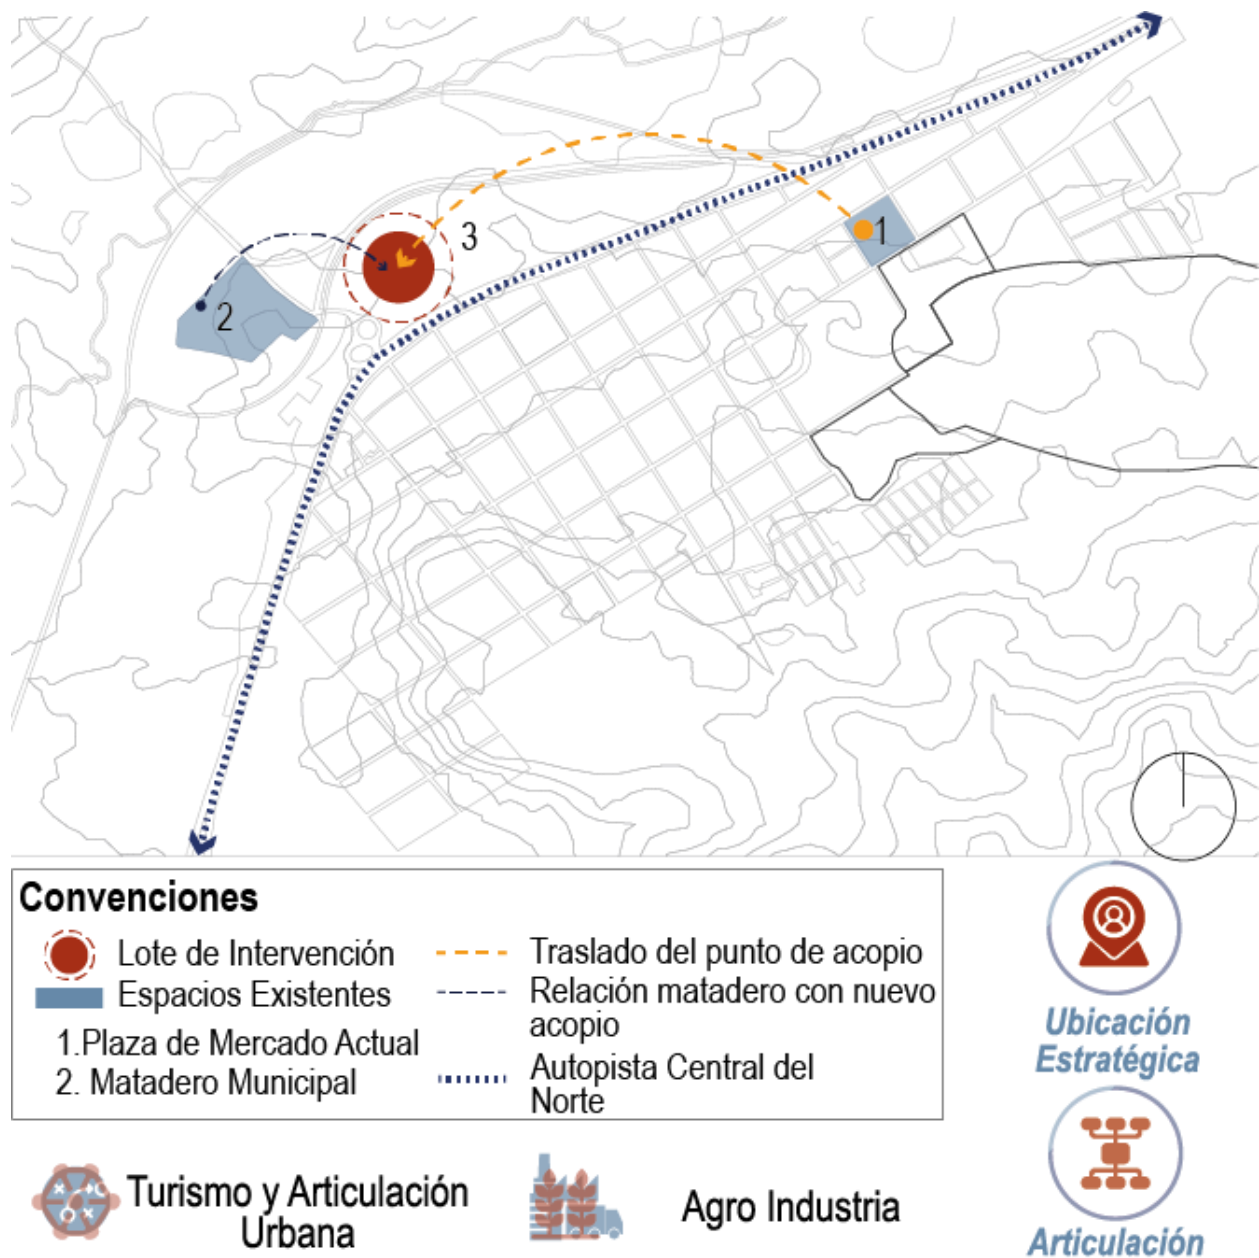 3
1
2
Convenciones
Lote de Intervención
Espacios Existentes
1.Plaza de Mercado Actual
2. Matadero Municipal
Traslado del punto de acopio
Relación matadero con nuevo
acopio
Autopista Central del
Norte
Ubicación
Estratégica
Articulación
Turismo y Articulación
Urbana
Agro Industria